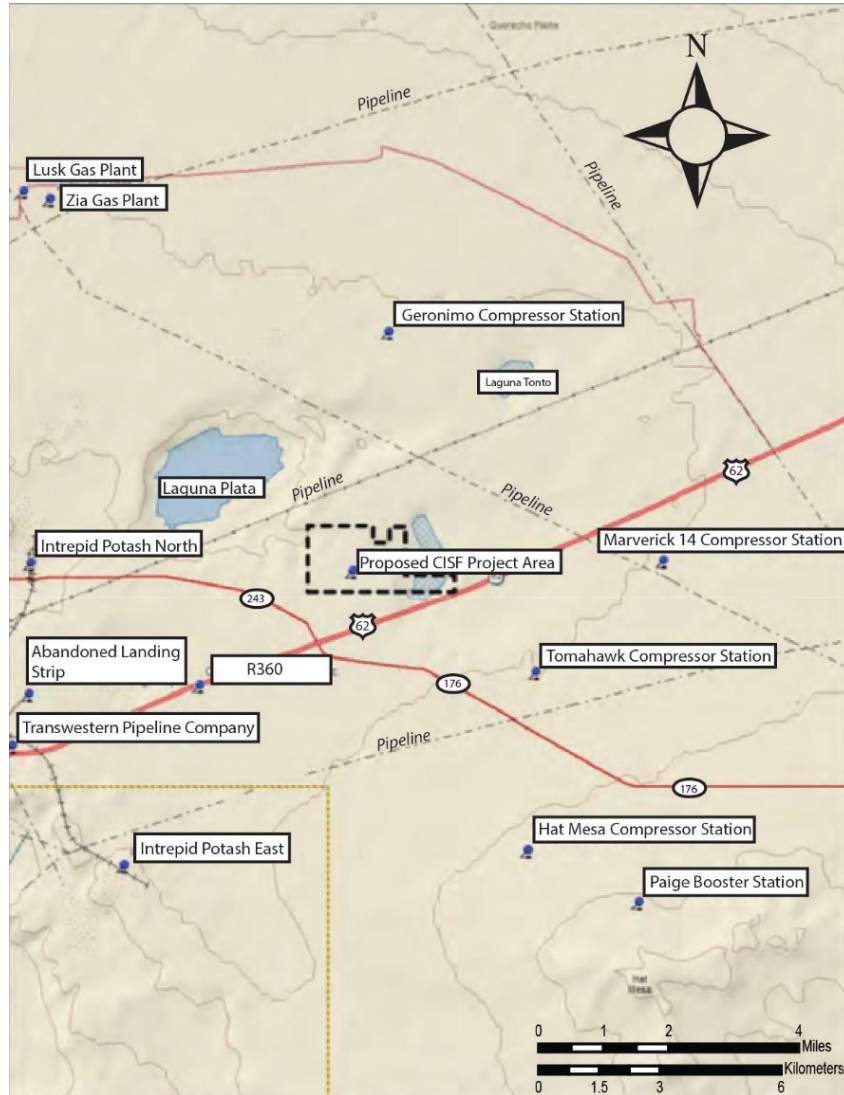 Querecho Plains
N
Pipeline
Pipeline
Lusk Gas Plant
Zia Gas Plant
Geronimo Compressor Station
Laguna Tonto
62
Laguna Plata
Pipeline
Pipeline
Intrepid Potash North
Marverick 14 Compressor Station
Proposed CISF Project Area
243
62
Abandoned Landing
Strip
R360
Tomahawk Compressor Station
176
Transwestern Pipeline Company
Pipeline
176
Hat Mesa Compressor Station
Intrepid Potash East
Paige Booster Station
Hat
Mesa
0 1 2 4
Miles
Kilometers
0 1.5 3 6